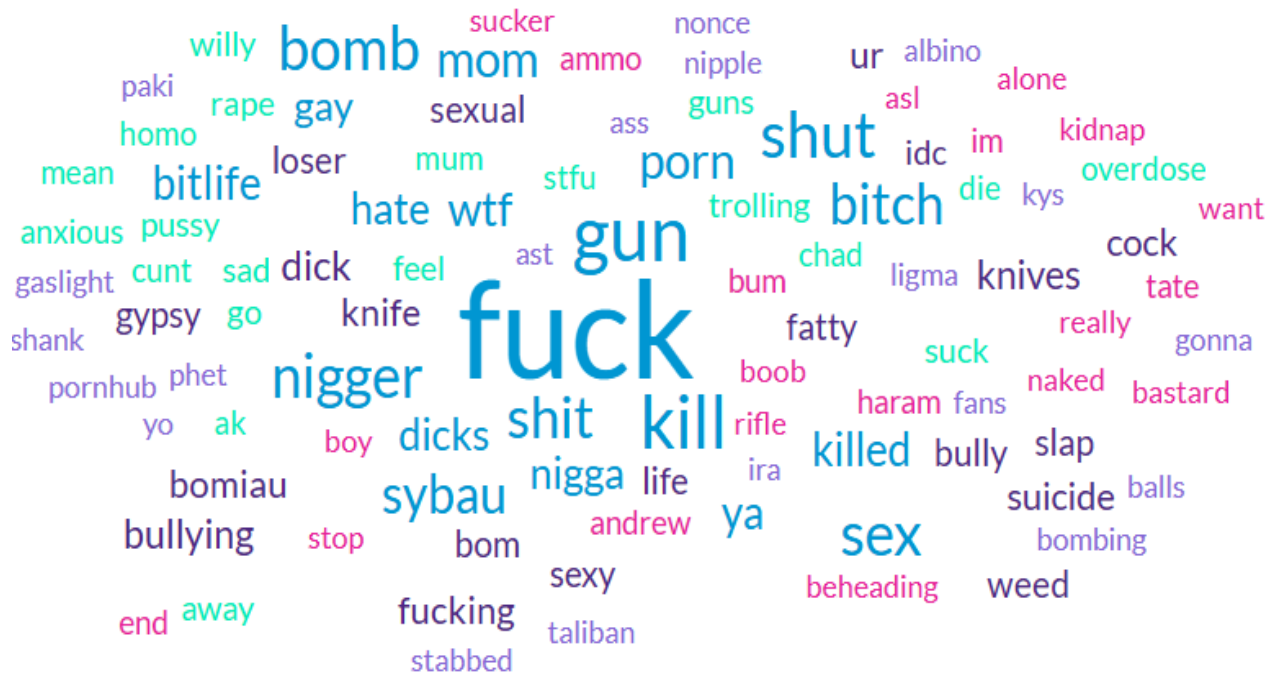 sucker
nonce
willy
bomb
mom
ammo
nipple
ur
albino
paki
rape
gay
sexual
guns
asl
alone
homo
ass
shut
kidnap
mean
loser
mum
porn
idc
im
overdose
bitlife
stfu
die
kys
hate
wtf
trolling
bitch
want
anxious
pussy
gun
cock
gaslight
cunt
sad
dick
feel
ast
chad
ligma
knives
tate
bum
gypsy
go
knife
fuck
fatty
really
shank
gonna
suck
pornhub
phet
nigger
boob
naked
bastard
haram
fans
yo
ak
boy
dicks
shit
kill
rifle
killed
bully
slap
bomiau
sybau
nigga
life
ira
suicide
balls
bullying
stop
bom
andrew
ya
sex
bombing
sexy
beheading
weed
end
away
fucking
taliban
stabbed